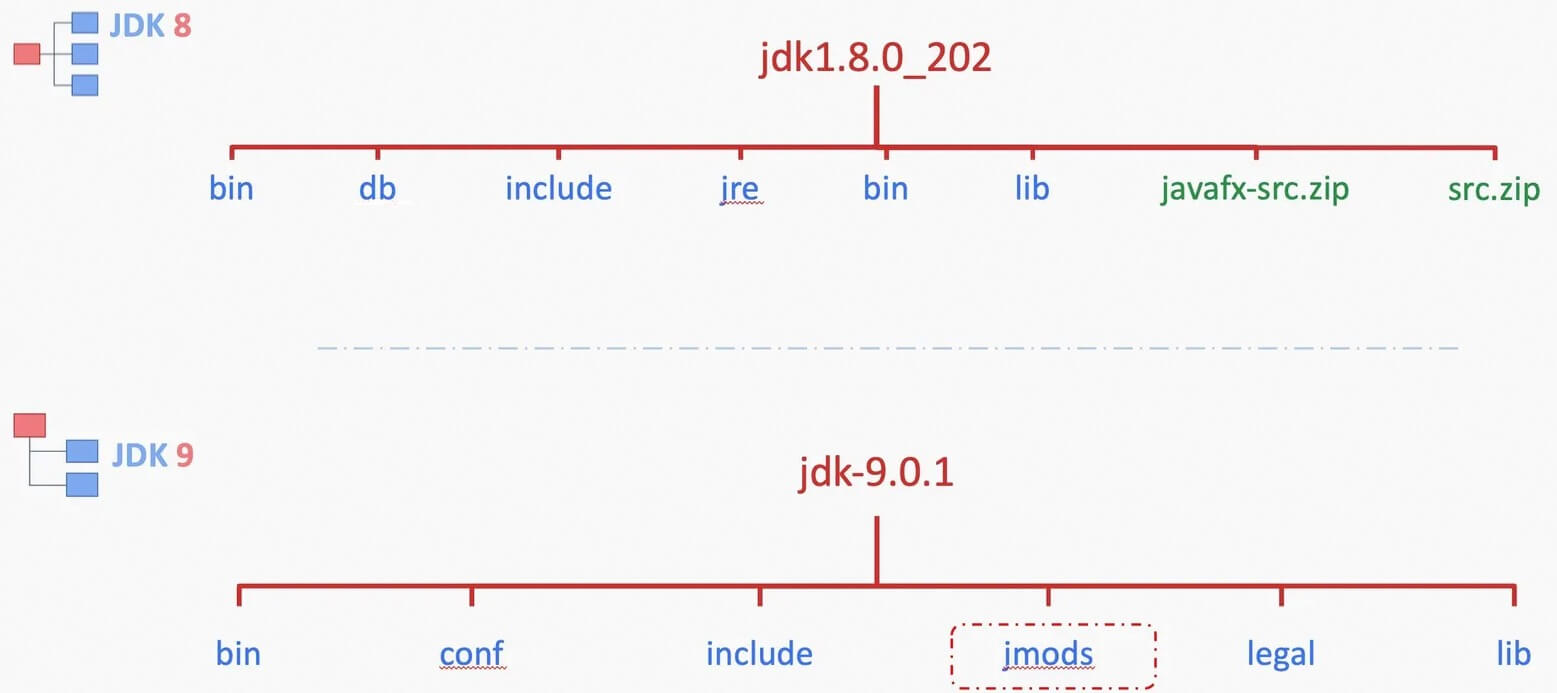 JDK 8
jdk1.8.0_202
bin db include jre bin lib javafx-src.zip src.zip
JDK 9
jdk-9.0.1
bin conf include jmods legal lib